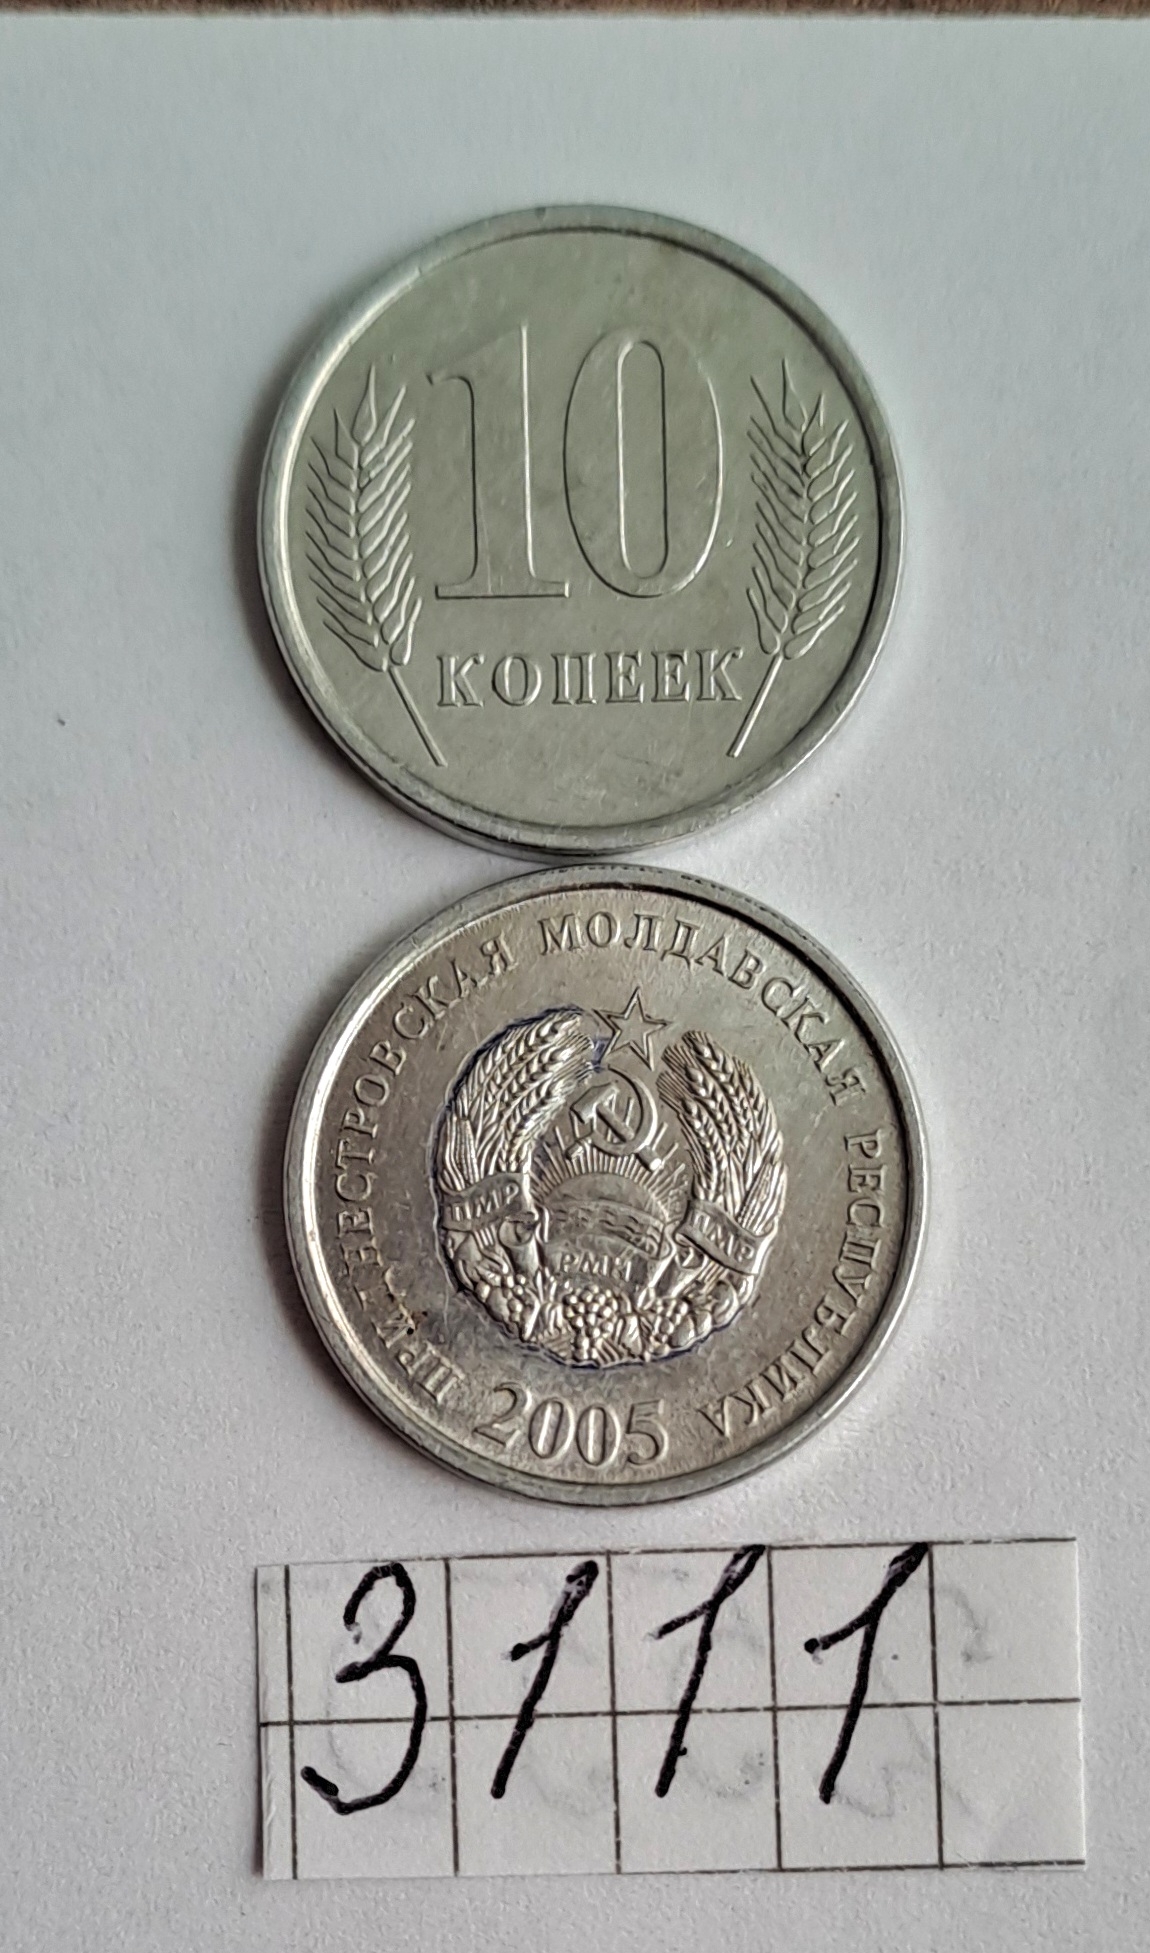 10
КОПЕЕК
ПРИДНЕСТРОВСКАЯ МОЛДАВСКАЯ РЕСПУБЛИКА
ПМР
РМН
ПМР
2005
3111